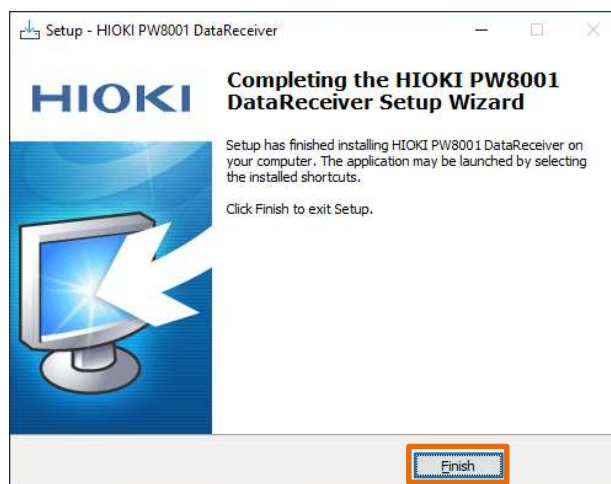 Setup - HIOKI PW8001 DataReceiver
HIOKI
Completing the HIOKI PW8001
DataReceiver Setup Wizard
Setup has finished installing HIOKI PW8001 DataReceiver on
your computer. The application may be launched by selecting
the installed shortcuts.
Click Finish to exit Setup.
Finish